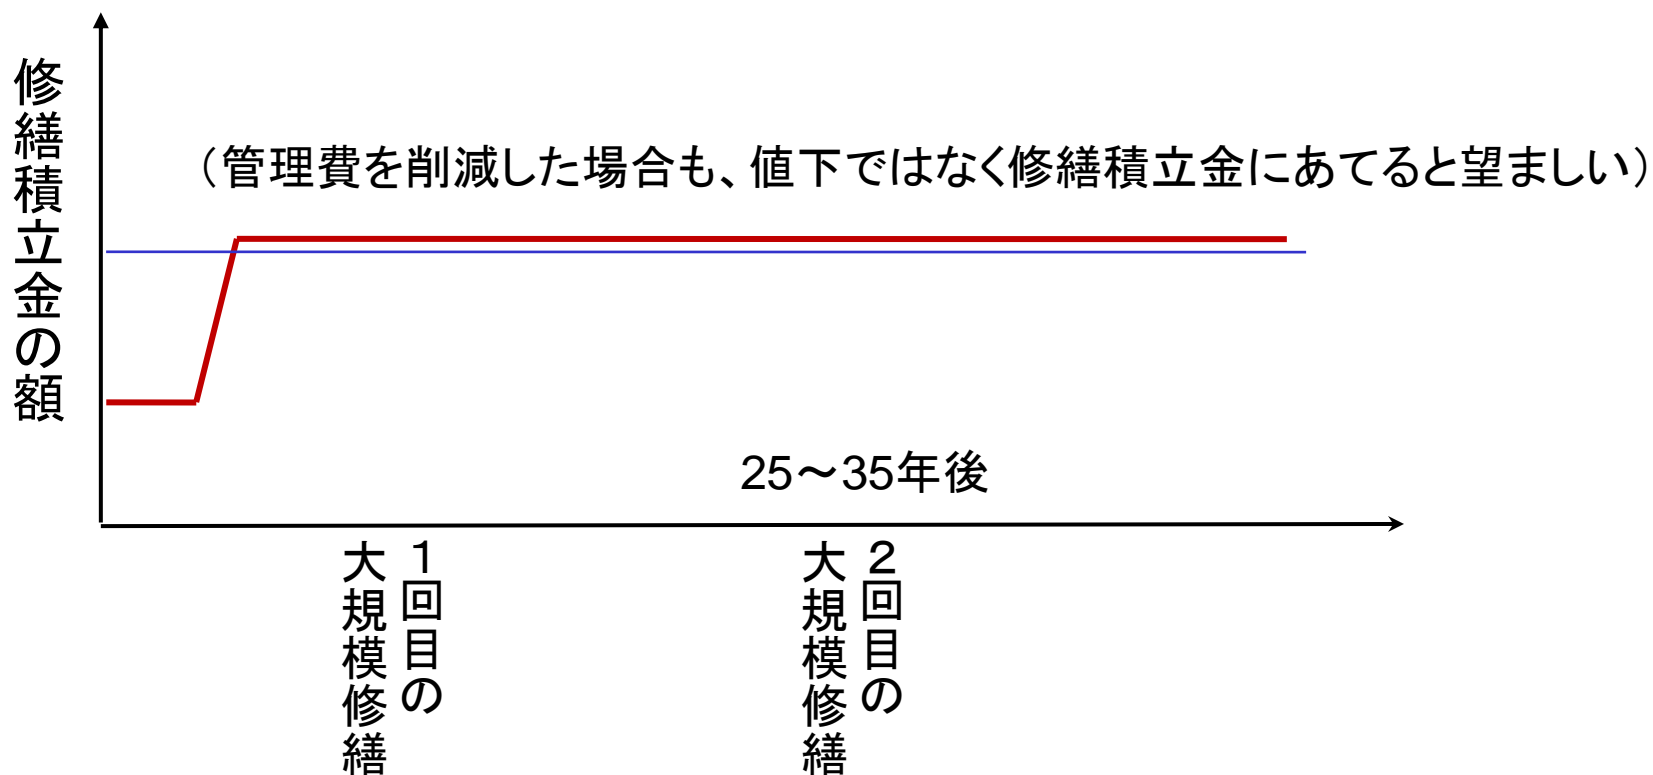 修繕積立金の額
（管理費を削減した場合も、値下ではなく修繕積立金にあてると望ましい）
25～35年後
１回目の
大規模修繕
２回目の
大規模修繕